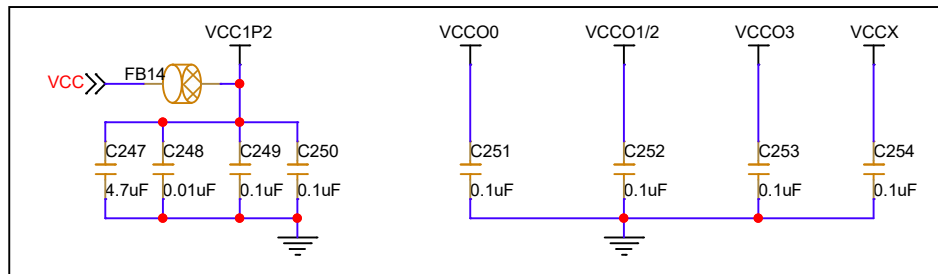 VCC1P2 VCCO0 VCCO1/2 VCCO3 VCCX
VCC FB14
C247 C248 C249 C250 C251 C252 C253 C254
4.7uF 0.01uF 0.1uF 0.1uF 0.1uF 0.1uF 0.1uF 0.1uF